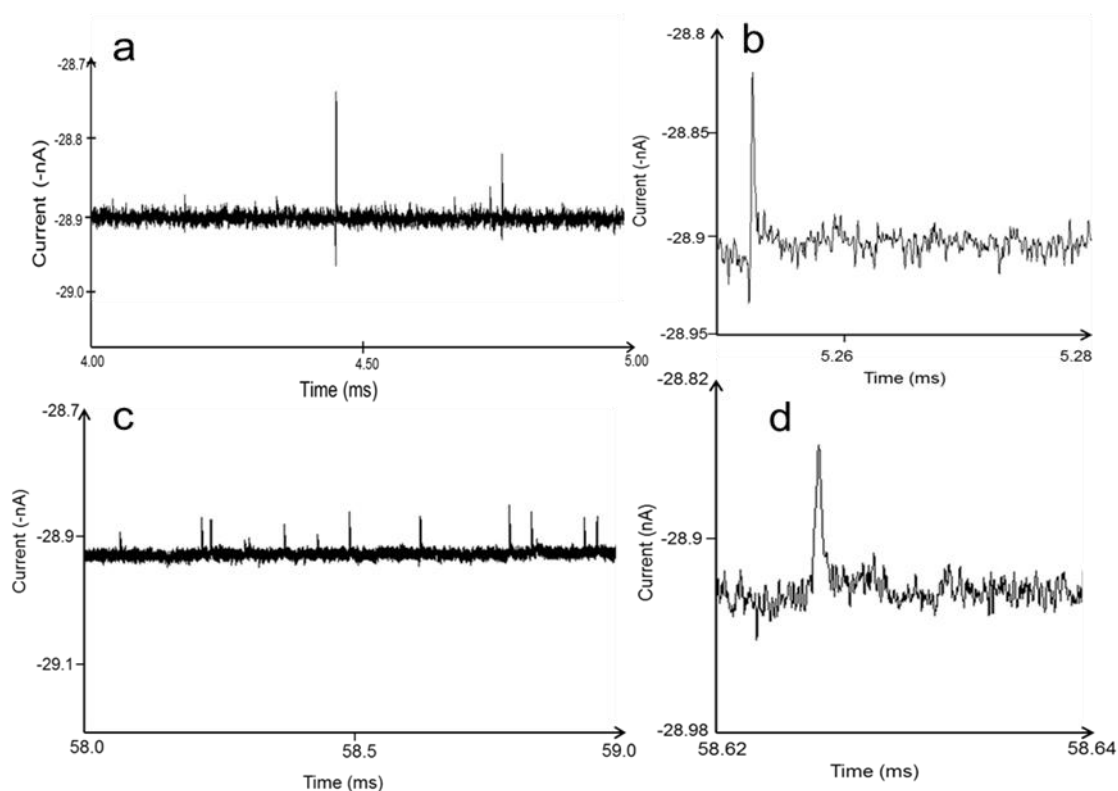 a
-28.7
-28.8
-28.9
-29.0
Current (-nA)
4.00
4.50
5.00
Time (ms)
b
-28.8
-28.85
-28.9
-28.95
Current (-nA)
5.26
5.28
Time (ms)
c
-28.7
-28.9
-29.1
Current (-nA)
58.0
58.5
59.0
Time (ms)
d
-28.82
-28.9
-28.98
Current (nA)
58.62
58.64
Time (ms)